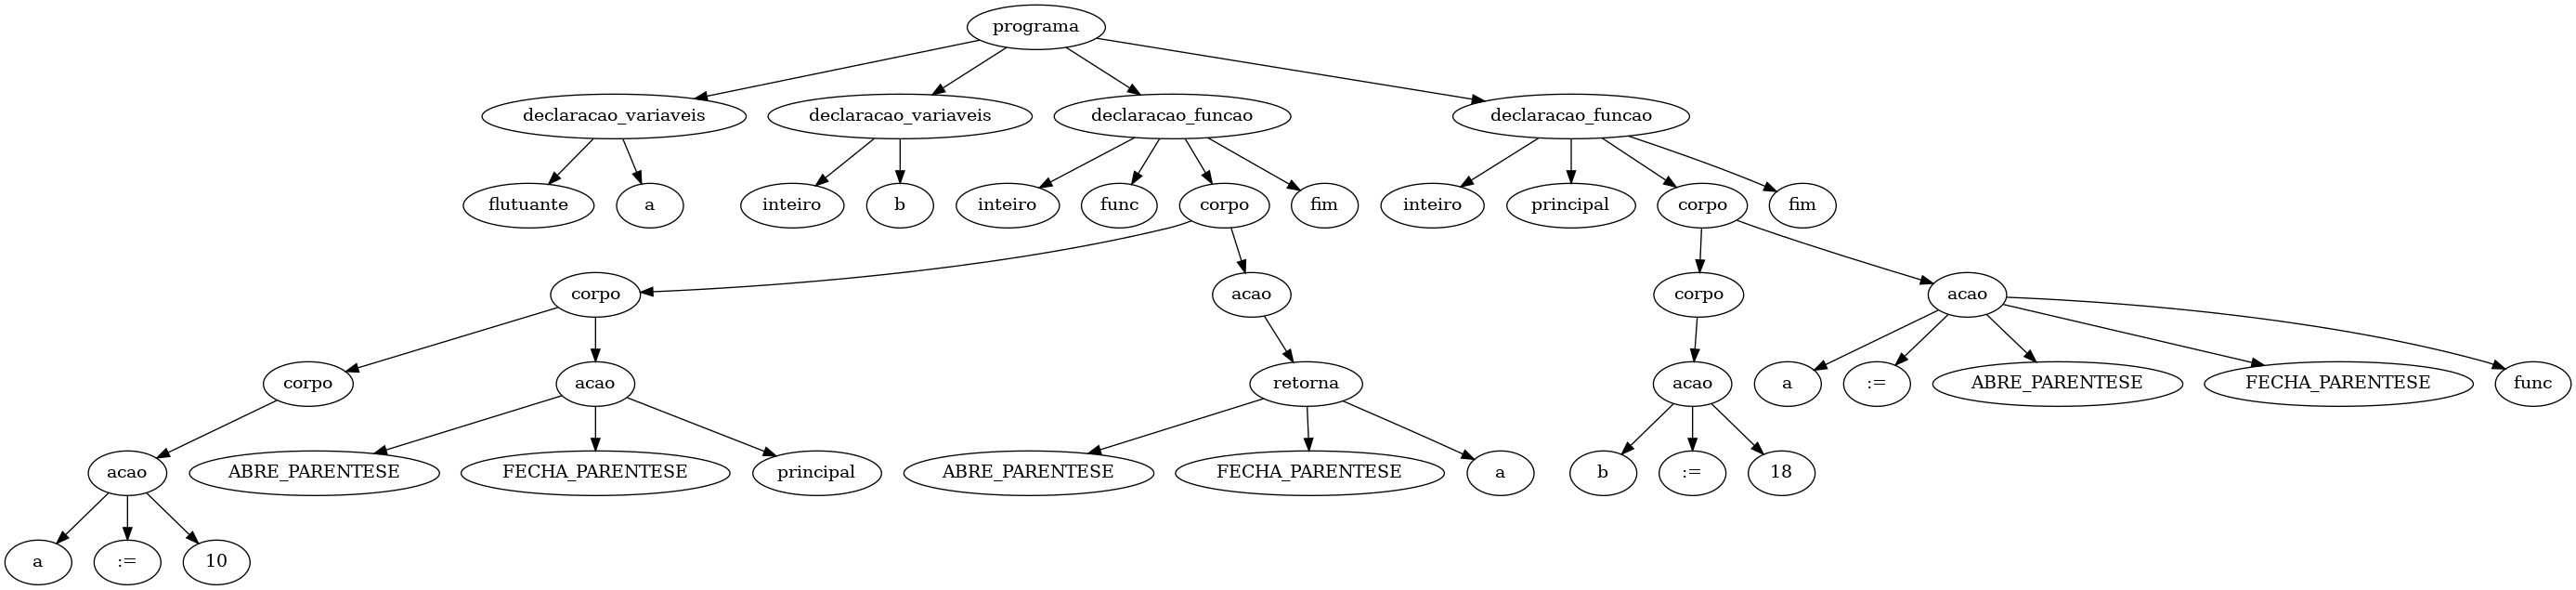 programa
declaracao_variaveis declaracao_variaveis declaracao_funcao declaracao_funcao
flutuante a inteiro b inteiro func corpo fim inteiro principal corpo fim
corpo acao corpo acao
corpo acao retorna acao a := ABRE_PARENTESE FECHA_PARENTESE func
acao ABRE_PARENTESE FECHA_PARENTESE principal ABRE_PARENTESE FECHA_PARENTESE a b := 18
a := 10